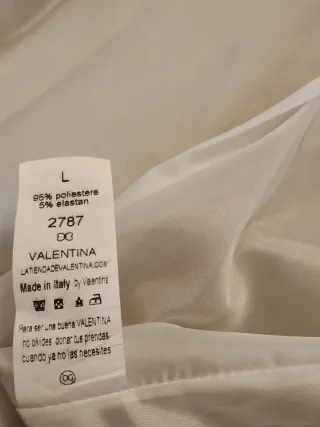 L
95% poliestere
5% elastan
2787
VALENTINA
LATIENDADEVALENTINA.COM
Made in Italy by Valentina
Para ser una buena VALENTINA
no olvides donar tus prendas
cuando ya no las necesites